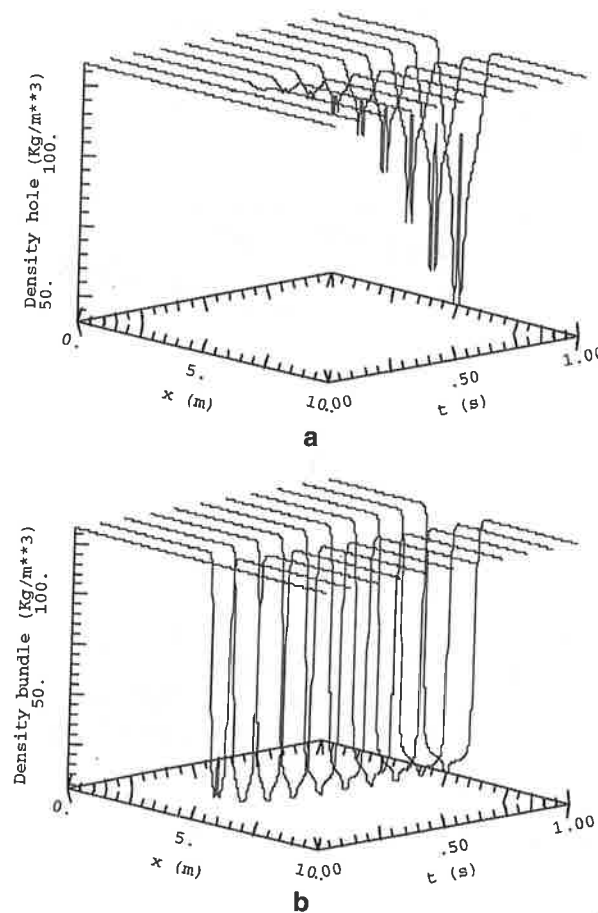 Density hole (Kg/m**3)
100.
50.
0.
5.
10.00
.50
1.00
x (m)
t (s)
a
Density bundle (Kg/m**3)
100.
50.
0.
5.
10.00
.50
1.00
x (m)
t (s)
b